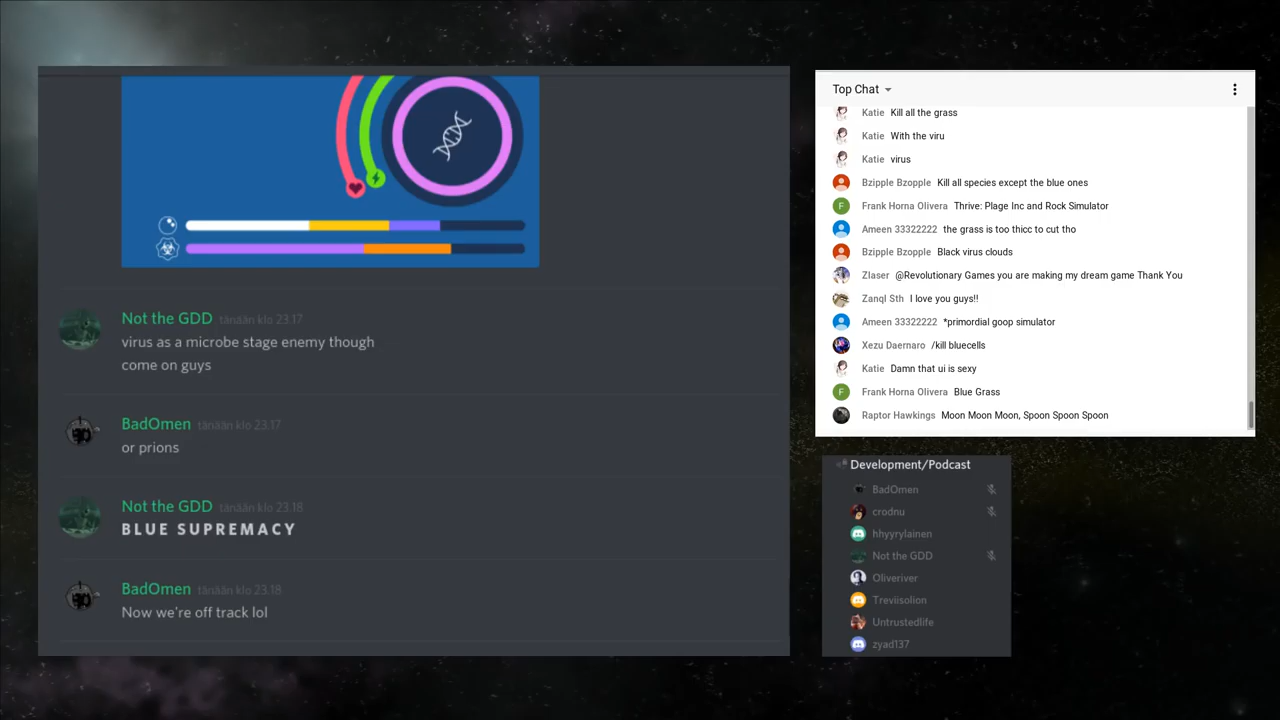 Not the GDD tänään klo 23.17
virus as a microbe stage enemy though
come on guys
BadOmen tänään klo 23.17
or prions
Not the GDD tänään klo 23.18
BLUE SUPREMACY
BadOmen tänään klo 23.18
Now we're off track lol
Top Chat
Katie Kill all the grass
Katie With the viru
Katie virus
Bzipple Bzopple Kill all species except the blue ones
F Frank Horna Olivera Thrive: Plage Inc and Rock Simulator
Ameen 33322222 the grass is too thicc to cut tho
Bzipple Bzopple Black virus clouds
Zlaser @Revolutionary Games you are making my dream game Thank You
Zanql Sth I love you guys!!
Ameen 33322222 *primordial goop simulator
Xezu Daernaro /kill bluecells
Katie Damn that ui is sexy
F Frank Horna Olivera Blue Grass
Raptor Hawkings Moon Moon Moon, Spoon Spoon Spoon
Development/Podcast
BadOmen
crodnu
hhyyrylainen
Not the GDD
Oliveriver
Treviisolion
Untrustedlife
zyad137